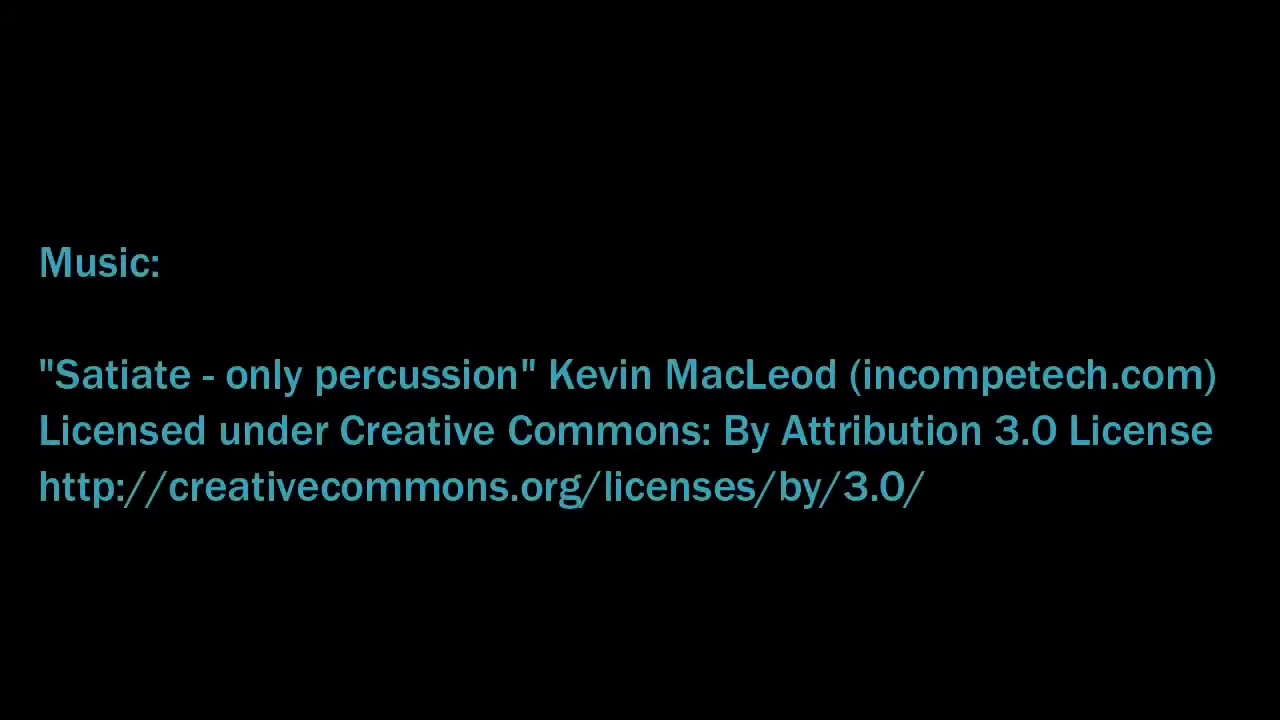 Music:
"Satiate - only percussion" Kevin MacLeod (incompetech.com)
Licensed under Creative Commons: By Attribution 3.0 License
http://creativecommons.org/licenses/by/3.0/